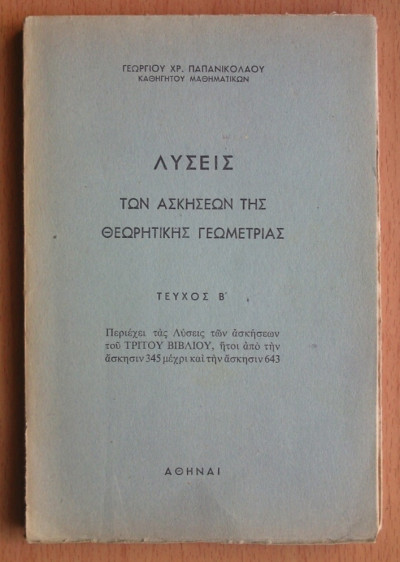 ΓΕΩΡΓΙΟΥ ΧΡ. ΠΑΠΑΝΙΚΟΛΑΟΥ
ΚΑΘΗΓΗΤΟΥ ΜΑΘΗΜΑΤΙΚΩΝ
ΛΥΣΕΙΣ
ΤΩΝ ΑΣΚΗΣΕΩΝ ΤΗΣ
ΘΕΩΡΗΤΙΚΗΣ ΓΕΩΜΕΤΡΙΑΣ
ΤΕΥΧΟΣ Β'
Περιέχει τὰς Λύσεις τῶν ἀσκήσεων
τοῦ ΤΡΙΤΟΥ ΒΙΒΛΙΟΥ, ἤτοι ἀπὸ τὴν
ἄσκησιν 345 μέχρι καὶ τὴν ἄσκησιν 643
ΑΘΗΝΑΙ